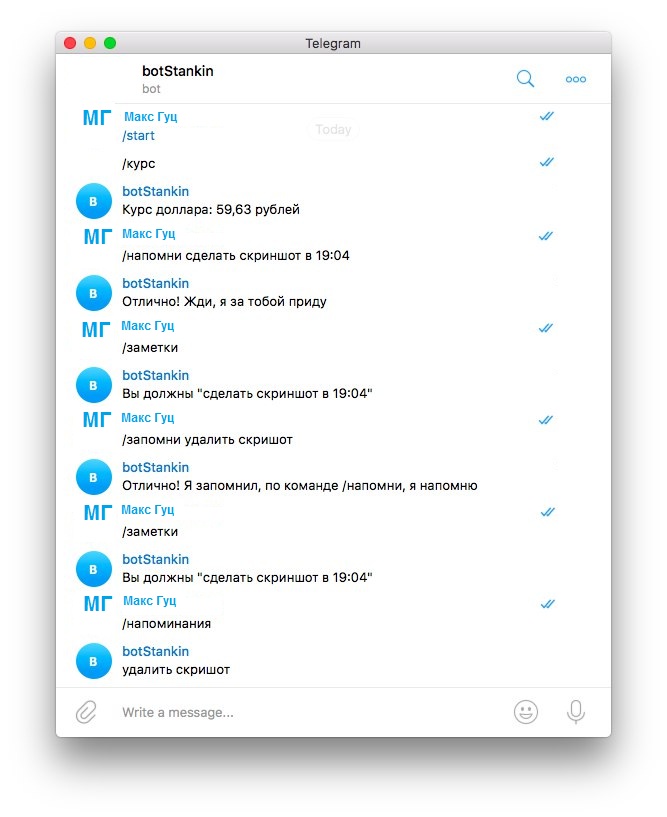 Telegram
botStankin
bot
МГ
Макс Гуц
/start
Today
/курс
B
botStankin
Курс доллара: 59,63 рублей
МГ
Макс Гуц
/напомни сделать скриншот в 19:04
B
botStankin
Отлично! Жди, я за тобой приду
МГ
Макс Гуц
/заметки
B
botStankin
Вы должны "сделать скриншот в 19:04"
МГ
Макс Гуц
/запомни удалить скришот
B
botStankin
Отлично! Я запомнил, по команде /напомни, я напомню
МГ
Макс Гуц
/заметки
B
botStankin
Вы должны "сделать скриншот в 19:04"
МГ
Макс Гуц
/напоминания
B
botStankin
удалить скришот
Write a message...